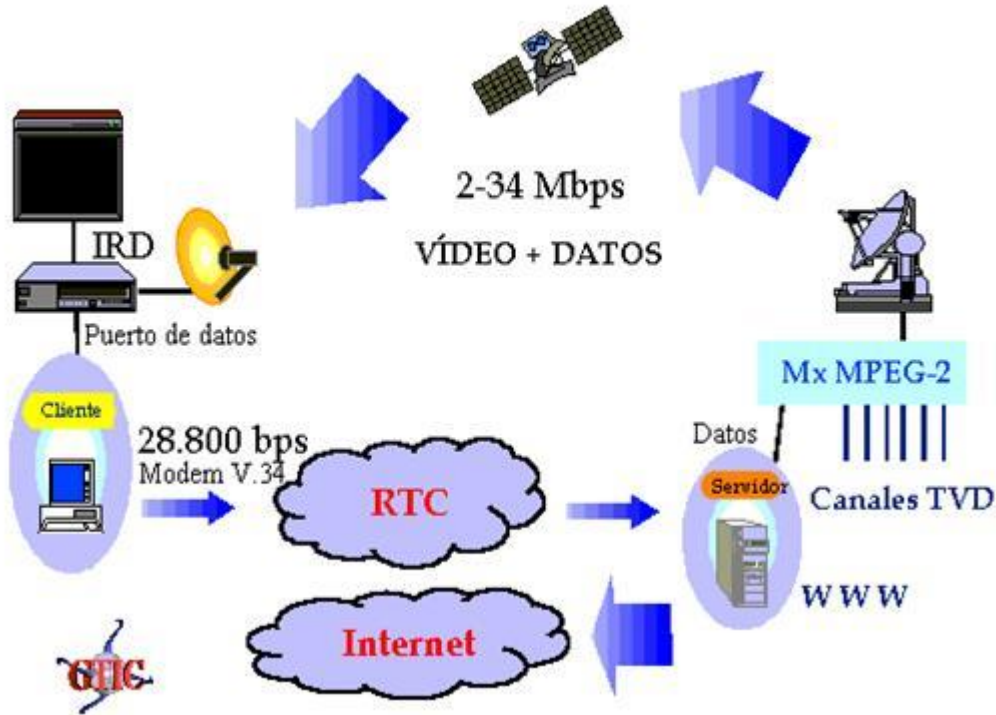 2-34 Mbps
VÍDEO + DATOS
IRD
Puerto de datos
Mx MPEG-2
Cliente
28.800 bps
Modem V.34
RTC
Datos
Servidor
Canales TVD
WWW
Internet
GTIC